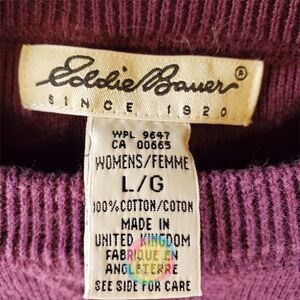 Eddie Bauer®
SINCE 1920
WPL 9647
CA 00665
WOMENS/FEMME
L/G
100% COTTON/COTON
MADE IN
UNITED KINGDOM
FABRIQUE EN
ANGLETERRE
SEE SIDE FOR CARE